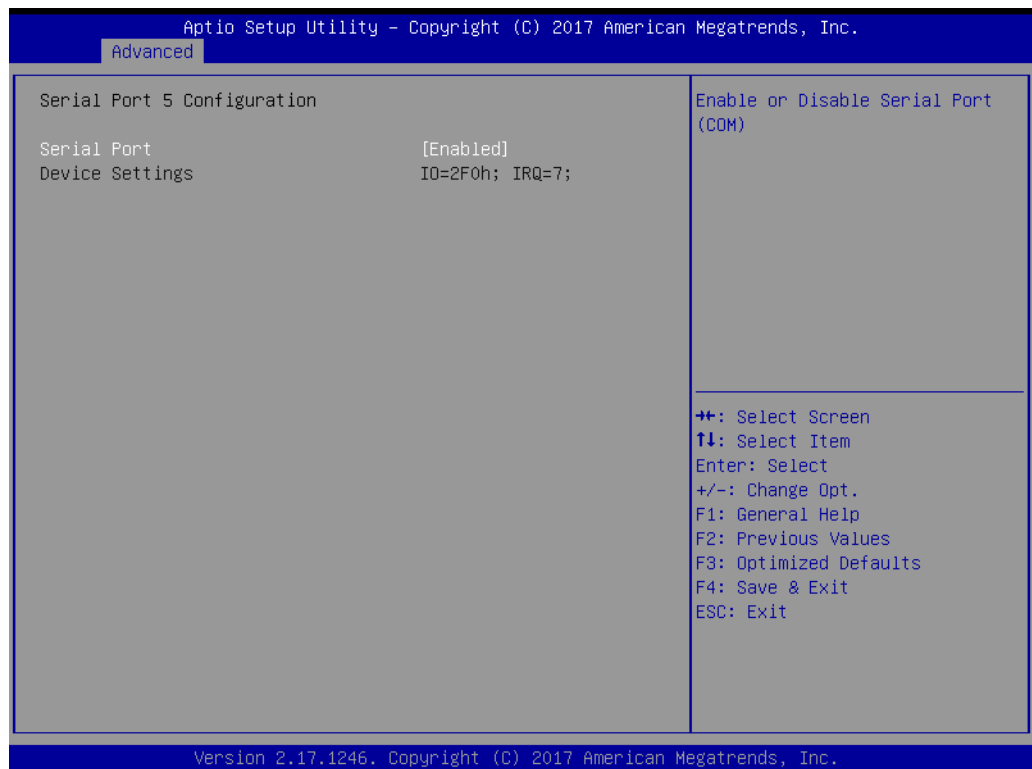 Aptio Setup Utility – Copyright (C) 2017 American Megatrends, Inc.
Advanced
Serial Port 5 Configuration
Serial Port [Enabled]
Device Settings IO=2F0h; IRQ=7;
Enable or Disable Serial Port
(COM)
→←: Select Screen
↑↓: Select Item
Enter: Select
+/-: Change Opt.
F1: General Help
F2: Previous Values
F3: Optimized Defaults
F4: Save & Exit
ESC: Exit
Version 2.17.1246. Copyright (C) 2017 American Megatrends, Inc.